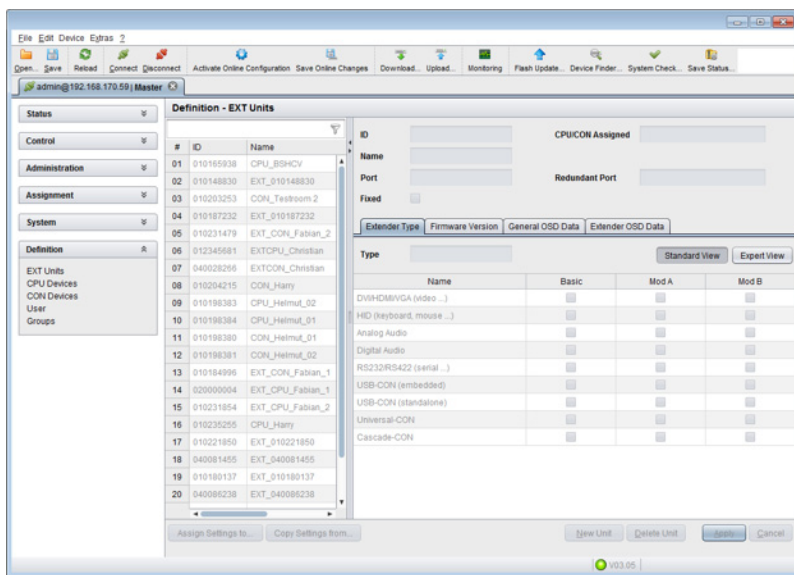 File Edit Device Extras ?
Open... Save Reload Connect Disconnect Activate Online Configuration Save Online Changes Download... Upload... Monitoring Flash Update... Device Finder... System Check... Save Status...
admin@192.168.170.59 | Master
Status
Control
Administration
Assignment
System
Definition
EXT Units
CPU Devices
CON Devices
User
Groups
Definition - EXT Units
# ID Name
01 010165938 CPU_BSHCV
02 010148830 EXT_010148830
03 010203253 CON_Testroom 2
04 010187232 EXT_010187232
05 010231479 EXT_CON_Fabian_2
06 012345681 EXTCPU_Christian
07 040028266 EXTCON_Christian
08 010204215 CON_Harry
09 010198383 CPU_Helmut_02
10 010198384 CPU_Helmut_01
11 010198380 CON_Helmut_01
12 010198381 CON_Helmut_02
13 010184996 EXT_CON_Fabian_1
14 020000004 EXT_CPU_Fabian_1
15 010231854 EXT_CPU_Fabian_2
16 010235255 CPU_Harry
17 010221850 EXT_010221850
18 040081455 EXT_040081455
19 010180137 EXT_010180137
20 040086238 EXT_040086238
Assign Settings to... Copy Settings from...
ID CPU/CON Assigned
Name
Port Redundant Port
Fixed
Extender Type Firmware Version General OSD Data Extender OSD Data
Type Standard View Expert View
Name Basic Mod A Mod B
DVI/HDMI/VGA (video ...)
HID (keyboard, mouse ...)
Analog Audio
Digital Audio
RS232/RS422 (serial ...)
USB-CON (embedded)
USB-CON (standalone)
Universal-CON
Cascade-CON
New Unit Delete Unit Apply Cancel
V03.05